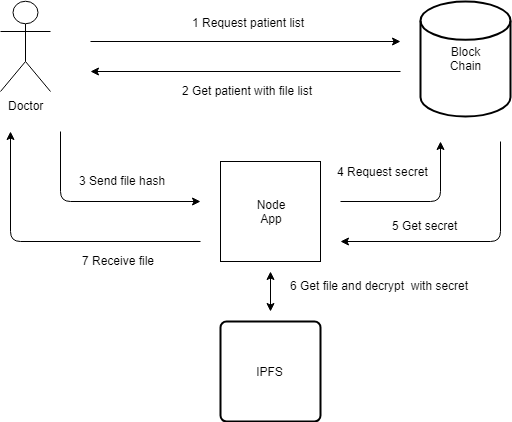 1 Request patient list
Block
Chain
2 Get patient with file list
Doctor
3 Send file hash
4 Request secret
Node
App
5 Get secret
7 Receive file
6 Get file and decrypt  with secret
IPFS